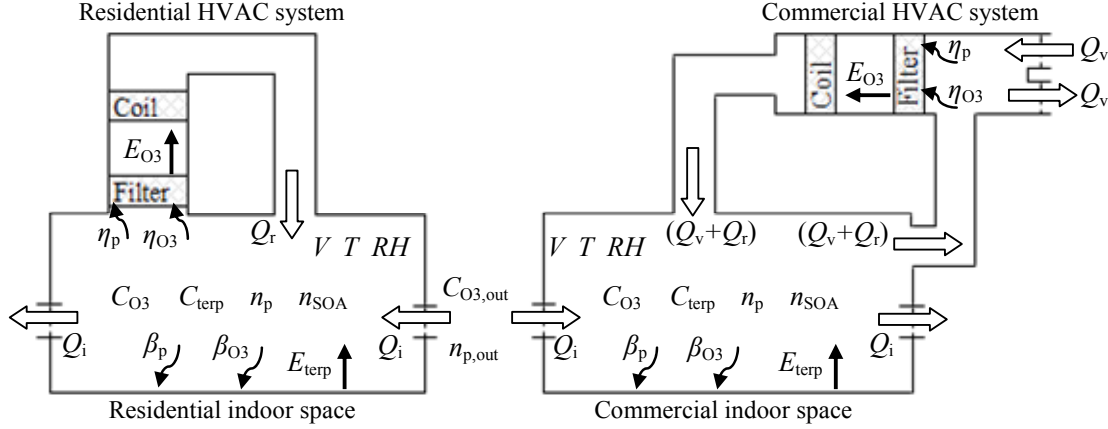 Residential HVAC system
Commercial HVAC system
Coil
E_O3
Filter
η_p
η_O3
Q_r
V T RH
C_O3 C_terp n_p n_SOA
C_O3,out
Q_i
β_p
β_O3
E_terp
Q_i
n_p,out
Residential indoor space
Coil
E_O3
Filter
η_p
η_O3
Q_v
Q_v
(Q_v+Q_r)
(Q_v+Q_r)
V T RH
C_O3 C_terp n_p n_SOA
Q_i
β_p
β_O3
E_terp
Q_i
Commercial indoor space